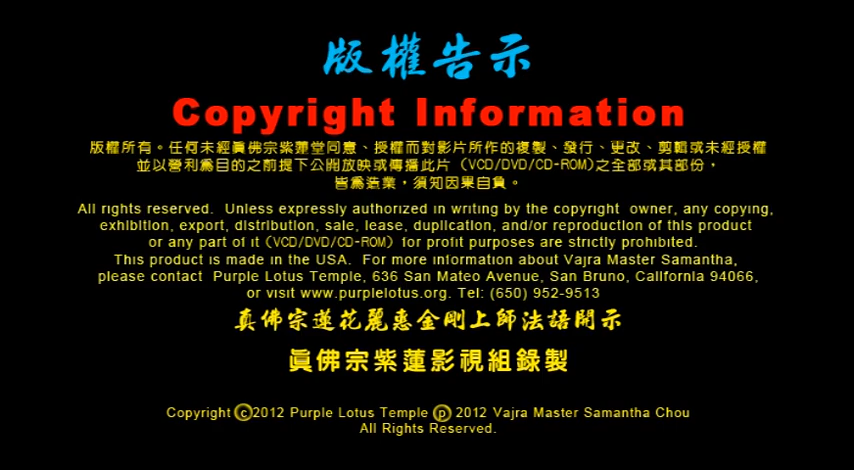 版權告示
Copyright Information
版權所有。任何未經眞佛宗紫蓮堂同意、授權而對影片所作的複製、發行、更改、剪輯或未經授權
並以營利爲目的之前提下公開放映或傳播此片 (VCD/DVD/CD-ROM)之全部或其部份，
皆爲造業，須知因果自負。
All rights reserved. Unless expressly authorized in writing by the copyright owner, any copying,
exhibition, export, distribution, sale, lease, duplication, and/or reproduction of this product
or any part of it (VCD/DVD/CD-ROM) for profit purposes are strictly prohibited.
This product is made in the USA. For more information about Vajra Master Samantha,
please contact Purple Lotus Temple, 636 San Mateo Avenue, San Bruno, California 94066,
or visit www.purplelotus.org. Tel: (650) 952-9513
真佛宗蓮花麗惠金剛上師法語開示
眞佛宗紫蓮影視組錄製
Copyright ©2012 Purple Lotus Temple ℗ 2012 Vajra Master Samantha Chou
All Rights Reserved.